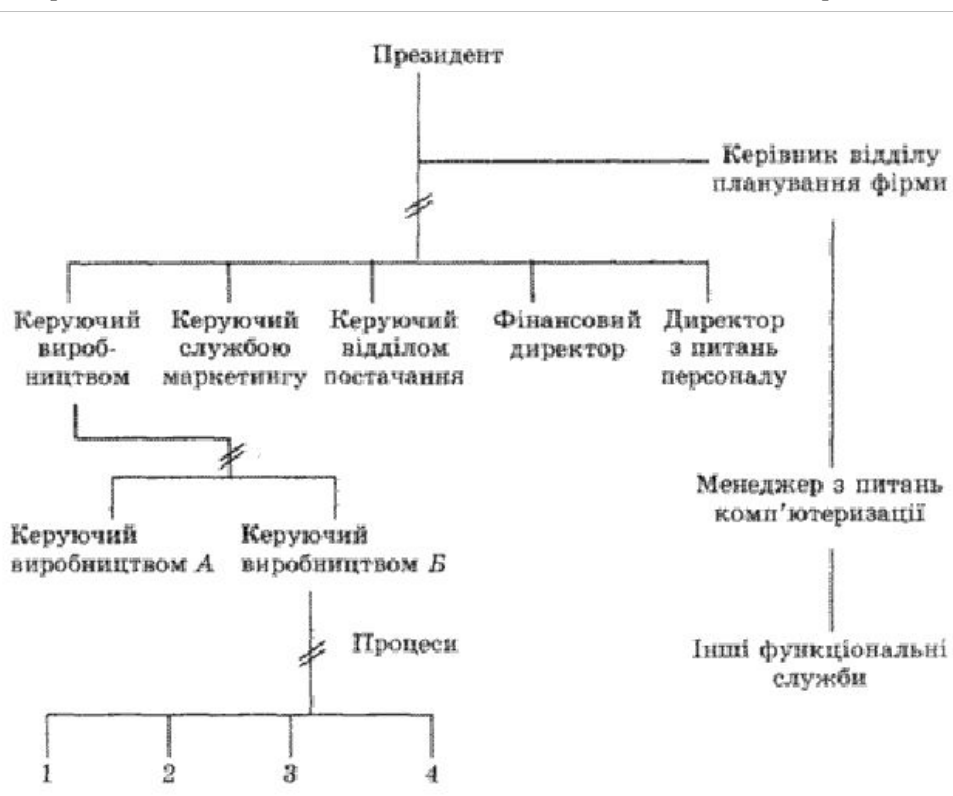 Президент
Керівник відділу
планування фірми
Керуючий
вироб-
ництвом
Керуючий
службою
маркетингу
Керуючий
відділом
постачання
Фінансовий
директор
Директор
з питань
персоналу
Менеджер з питань
комп’ютеризації
Керуючий
виробництвом А
Керуючий
виробництвом Б
Процеси
Інші функціональні
служби
1
2
3
4